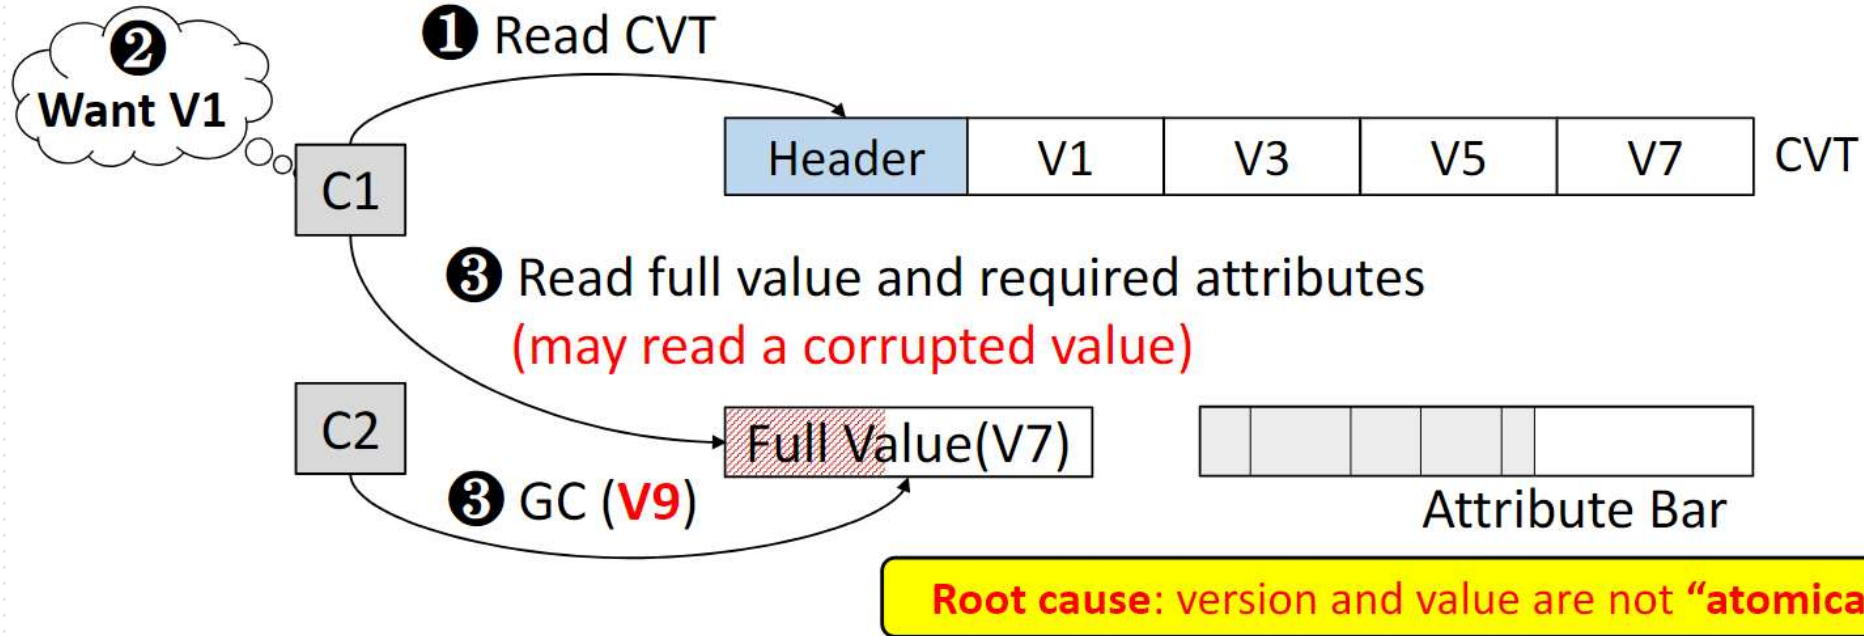 ❷
Want V1
❶ Read CVT
C1
Header V1 V3 V5 V7 CVT
❸ Read full value and required attributes
(may read a corrupted value)
C2
Full Value(V7)
❸ GC (V9)
Attribute Bar
Root cause: version and value are not “atomica